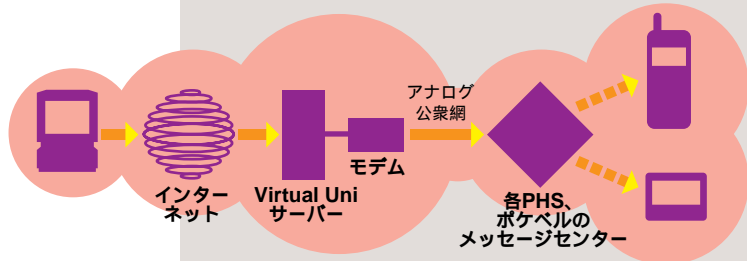 インター
ネット
Virtual Uni
サーバー
モデム
アナログ
公衆網
各PHS、
ポケベルの
メッセージセンター